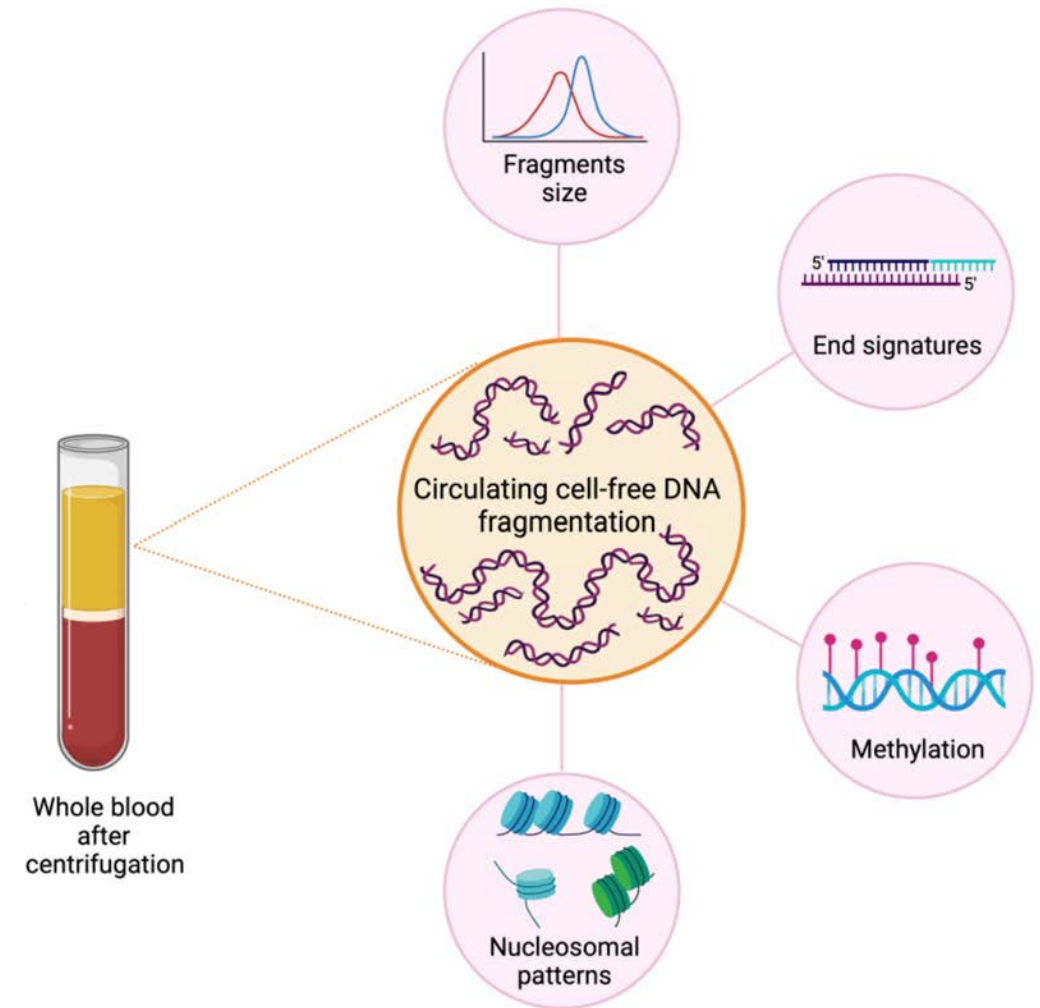 Fragments
size
5'
5'
End signatures
Circulating cell-free DNA
fragmentation
Methylation
Whole blood
after
centrifugation
Nucleosomal
patterns